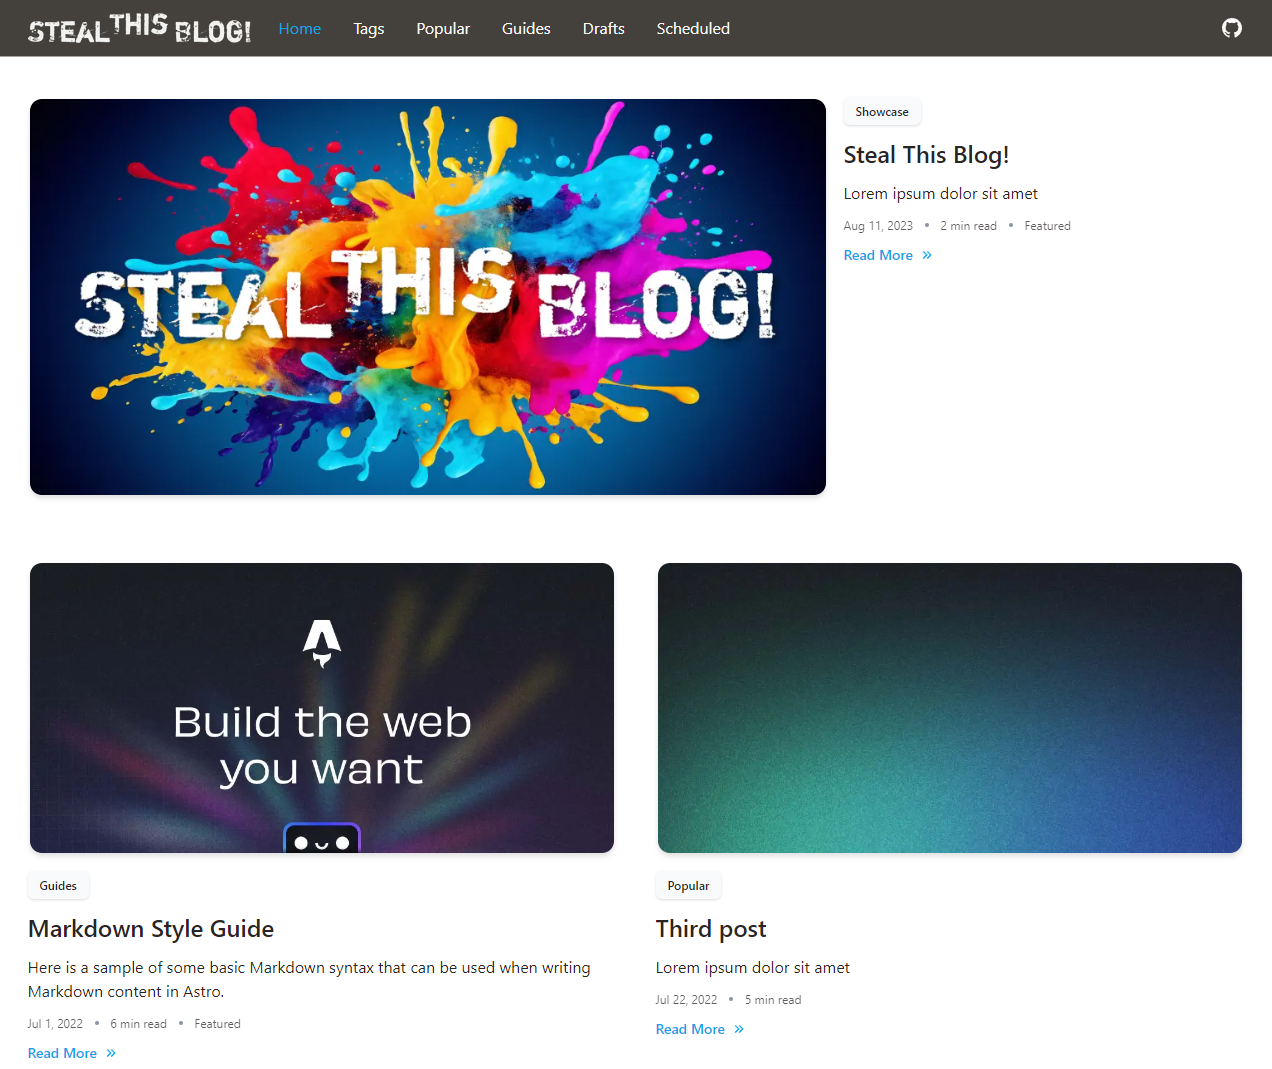 STEAL THIS BLOG! Home Tags Popular Guides Drafts Scheduled
STEAL THIS BLOG!
Showcase
Steal This Blog!
Lorem ipsum dolor sit amet
Aug 11, 2023 • 2 min read • Featured
Read More »
Build the web
you want
Guides
Markdown Style Guide
Here is a sample of some basic Markdown syntax that can be used when writing
Markdown content in Astro.
Jul 1, 2022 • 6 min read • Featured
Read More »
Popular
Third post
Lorem ipsum dolor sit amet
Jul 22, 2022 • 5 min read
Read More »